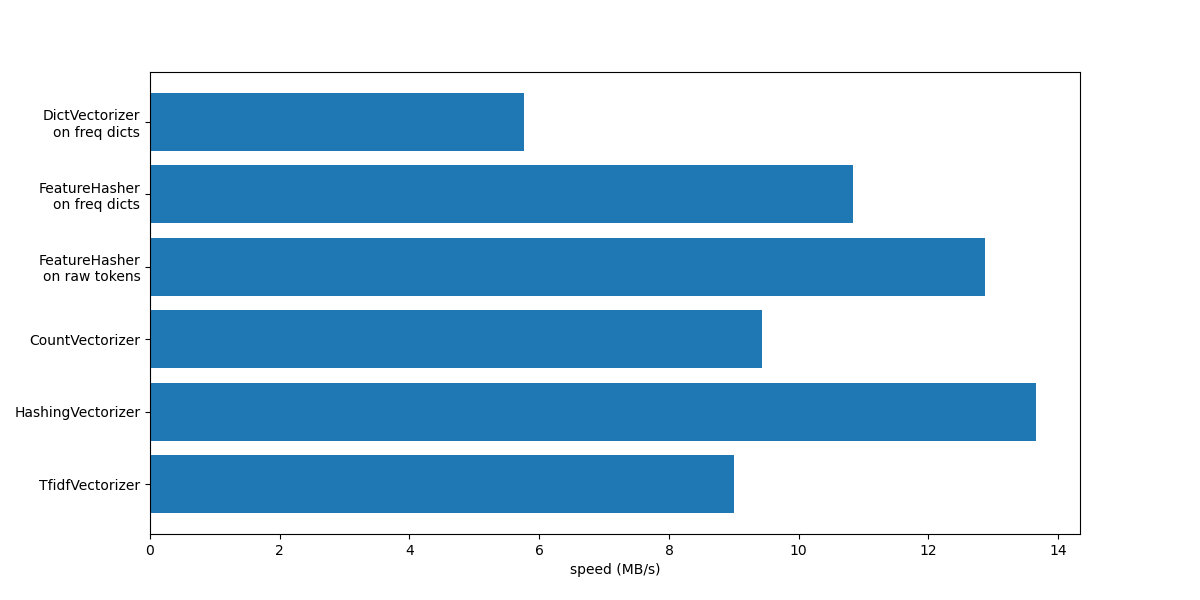 DictVectorizer
on freq dicts
FeatureHasher
on freq dicts
FeatureHasher
on raw tokens
CountVectorizer
HashingVectorizer
TfidfVectorizer
0 2 4 6 8 10 12 14
speed (MB/s)